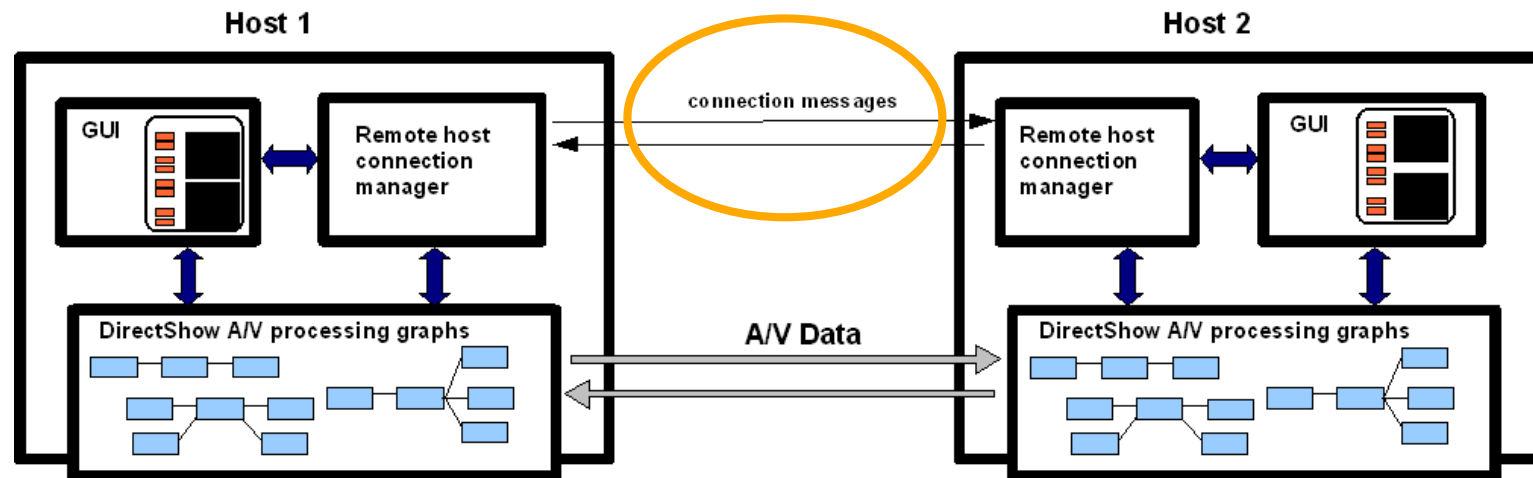 Host 1
Host 2
connection messages
GUI
Remote host
connection
manager
Remote host
connection
manager
GUI
DirectShow A/V processing graphs
A/V Data
DirectShow A/V processing graphs